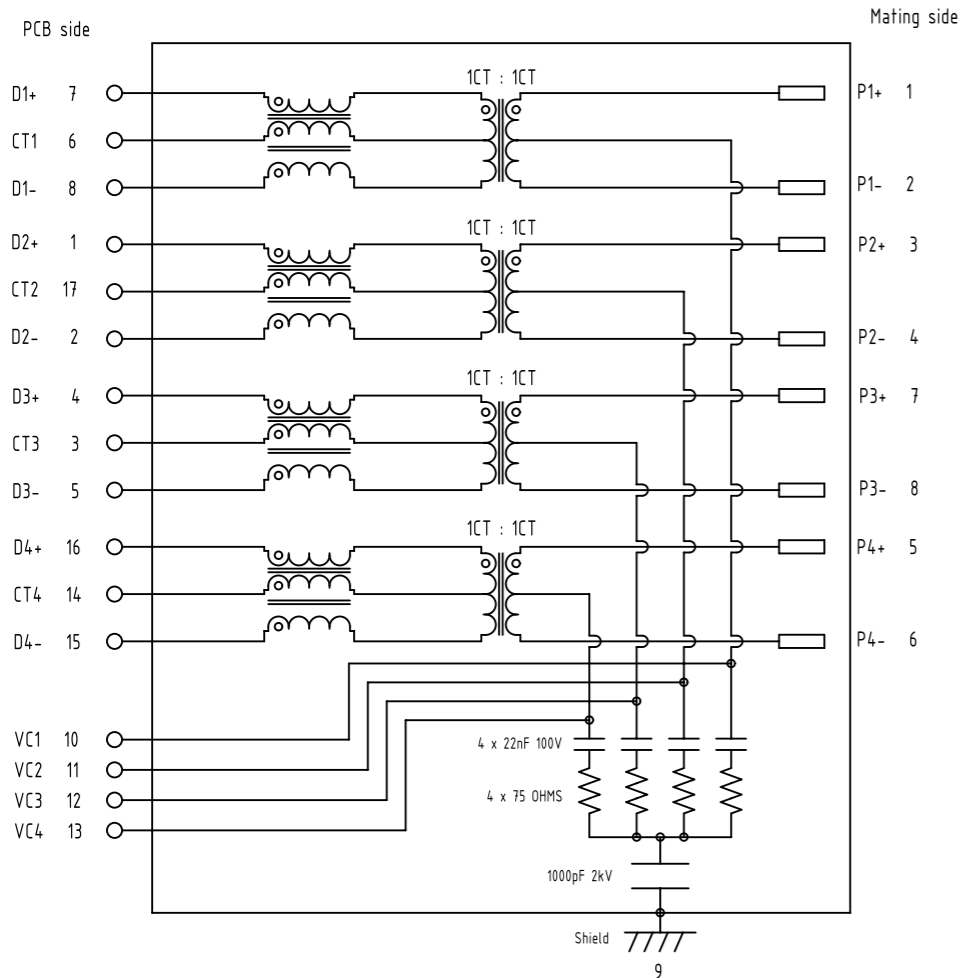 PCB side
Mating side
1CT : 1CT
D1+ 7
P1+ 1
CT1 6
D1- 8
P1- 2
1CT : 1CT
D2+ 1
P2+ 3
CT2 17
D2- 2
P2- 4
1CT : 1CT
D3+ 4
P3+ 7
CT3 3
D3- 5
P3- 8
1CT : 1CT
D4+ 16
P4+ 5
CT4 14
D4- 15
P4- 6
VC1 10
4 x 22nF 100V
VC2 11
VC3 12
4 x 75 OHMS
VC4 13
1000pF 2kV
Shield
9